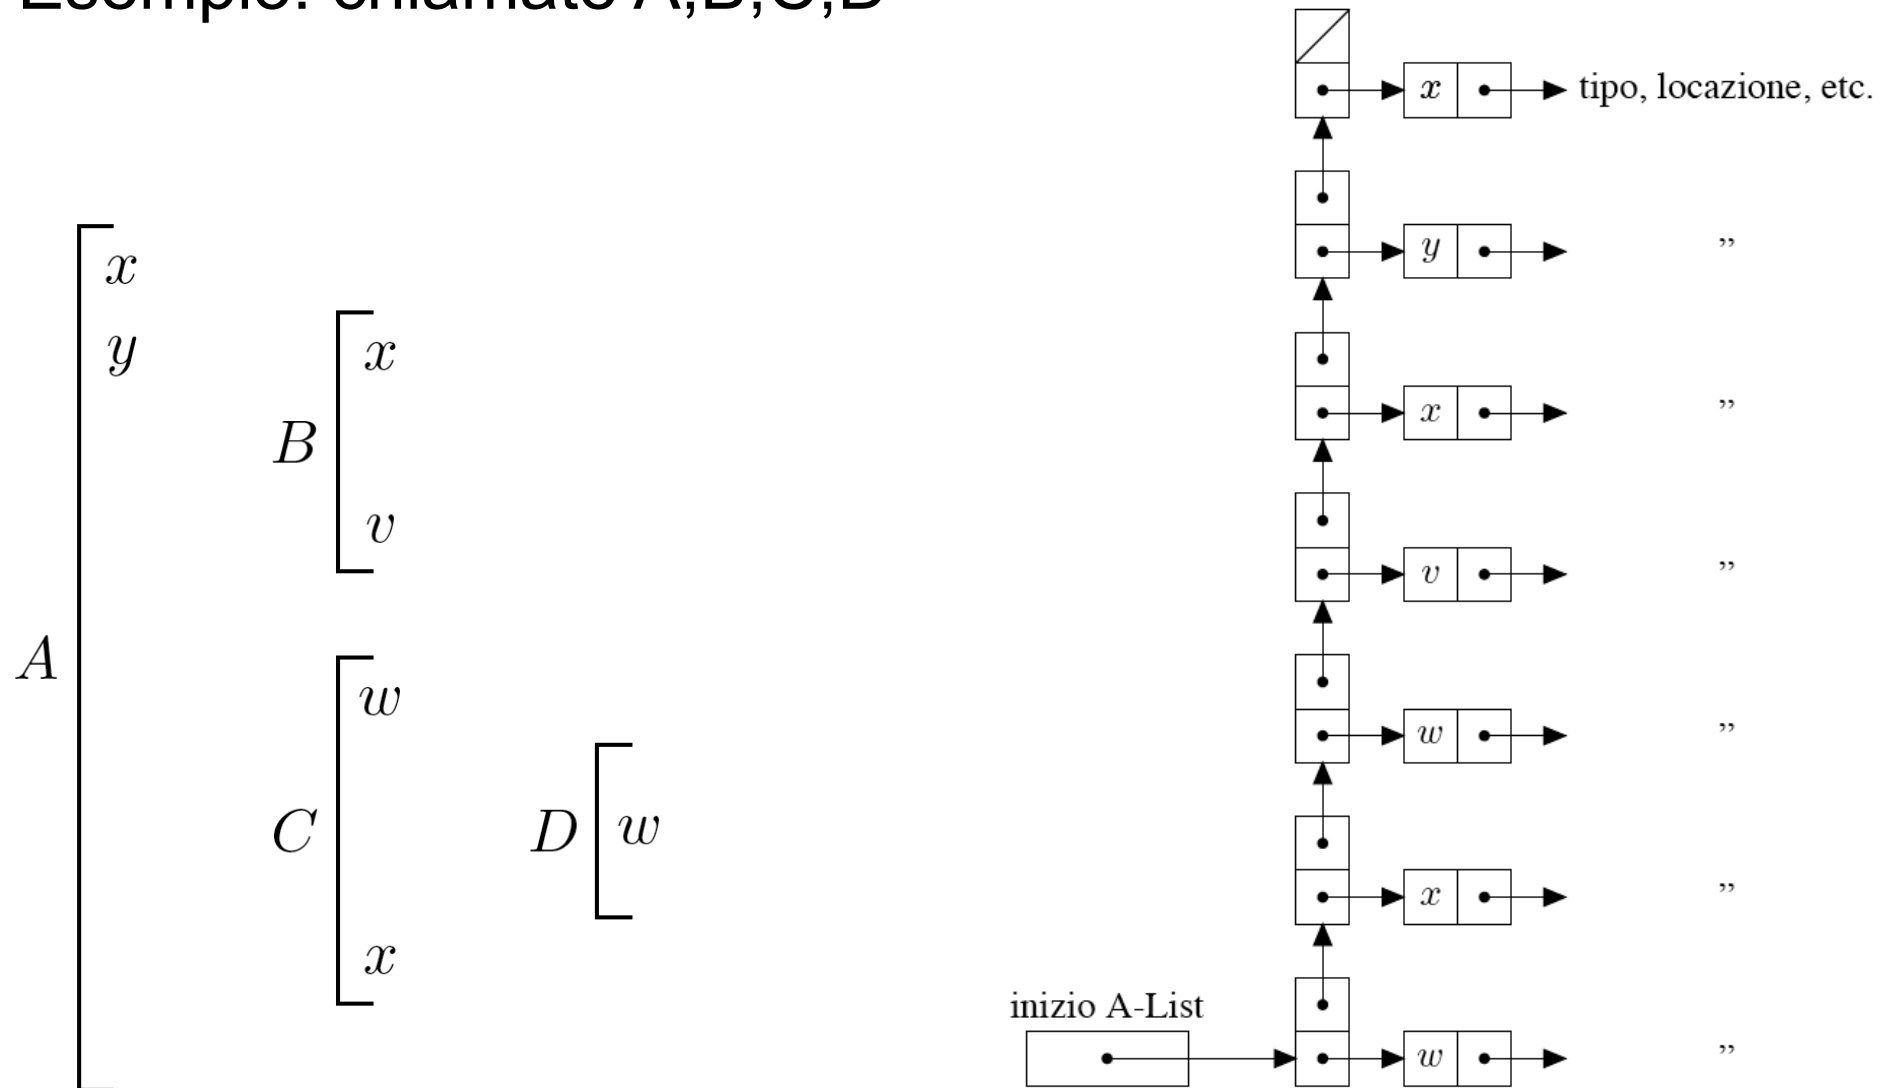 Esempio: chiamate A,B,C,D
A
x
y
B
x
v
C
w
x
D
w
x
tipo, locazione, etc.
y
”
x
”
v
”
w
”
x
”
inizio A-List
w
”